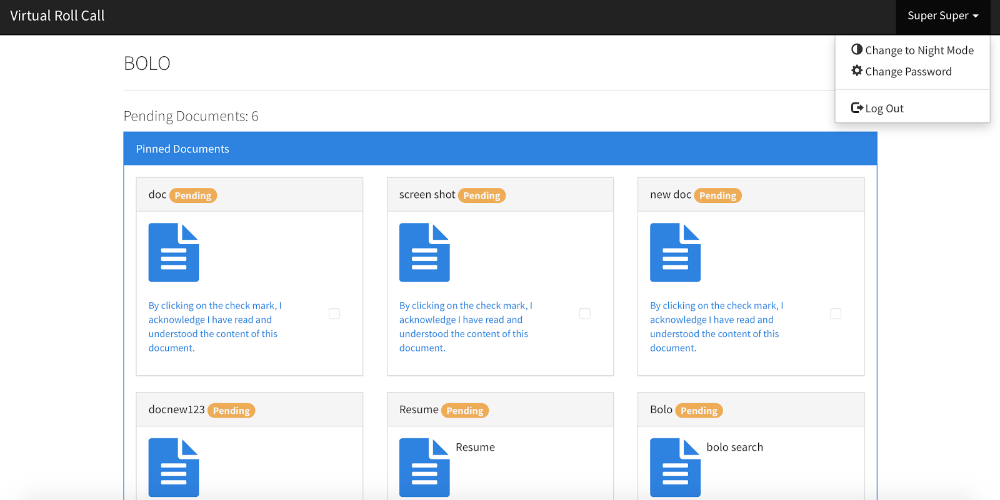 Virtual Roll Call
Super Super
Change to Night Mode
Change Password
Log Out
BOLO
Pending Documents: 6
Pinned Documents
doc Pending
By clicking on the check mark, I
acknowledge I have read and
understood the content of this
document.
screen shot Pending
By clicking on the check mark, I
acknowledge I have read and
understood the content of this
document.
new doc Pending
By clicking on the check mark, I
acknowledge I have read and
understood the content of this
document.
docnew123 Pending
Resume Pending
Resume
Bolo Pending
bolo search